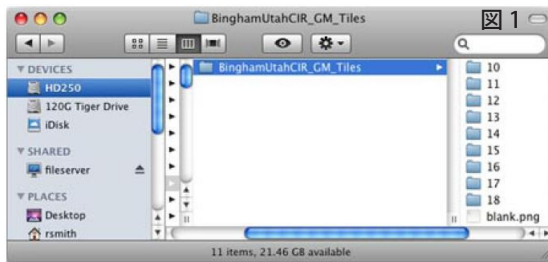 BinghamUtahCIR_GM_Tiles
図1
DEVICES
HD250
120G Tiger Drive
iDisk
SHARED
fileserver
PLACES
Desktop
rsmith
BinghamUtahCIR_GM_Tiles
10
11
12
13
14
15
16
17
18
blank.png
11 items, 21.46 GB available